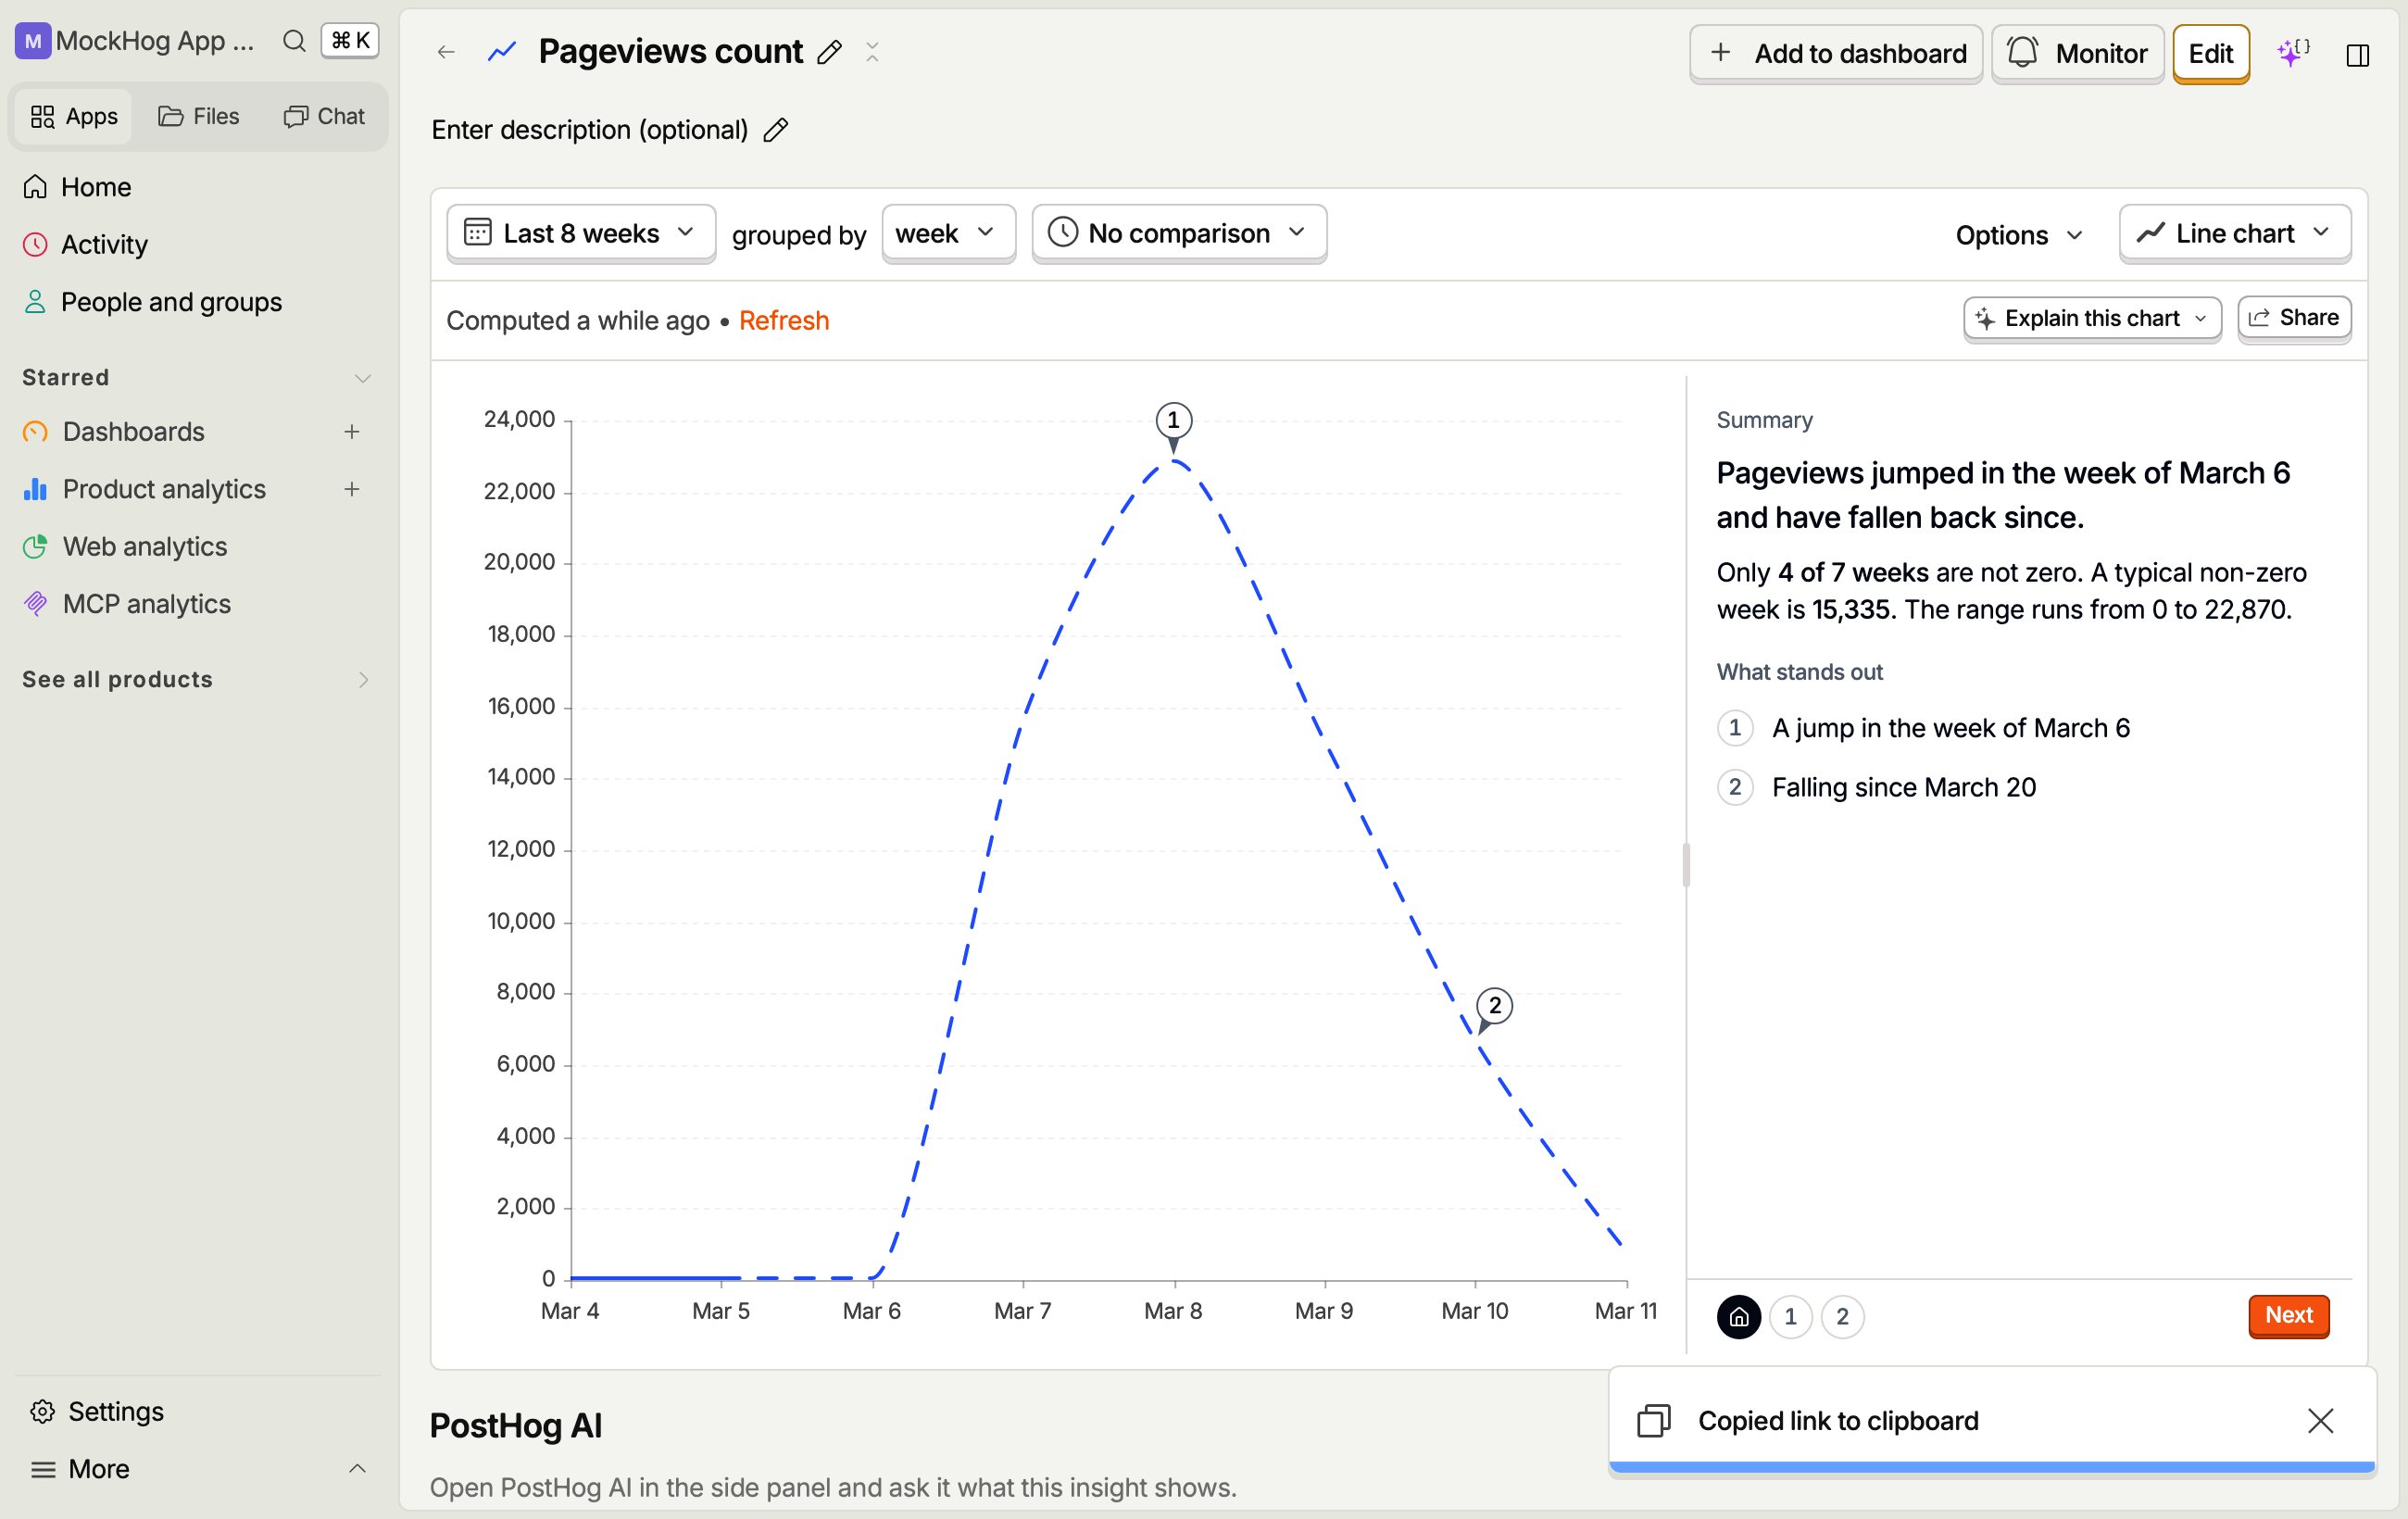 M MockHog App ... ⌘ K
Apps Files Chat
Home
Activity
People and groups
Starred
Dashboards +
Product analytics +
Web analytics
MCP analytics
See all products
Settings
More
Pageviews count
+ Add to dashboard
Monitor
Edit
Enter description (optional)
Last 8 weeks grouped by week No comparison
Options Line chart
Computed a while ago • Refresh
Explain this chart Share
24,000
22,000
20,000
18,000
16,000
14,000
12,000
10,000
8,000
6,000
4,000
2,000
0
1
2
Mar 4 Mar 5 Mar 6 Mar 7 Mar 8 Mar 9 Mar 10 Mar 11
Summary
Pageviews jumped in the week of March 6
and have fallen back since.
Only 4 of 7 weeks are not zero. A typical non-zero
week is 15,335. The range runs from 0 to 22,870.
What stands out
1 A jump in the week of March 6
2 Falling since March 20
1 2 Next
PostHog AI
Open PostHog AI in the side panel and ask it what this insight shows.
Copied link to clipboard